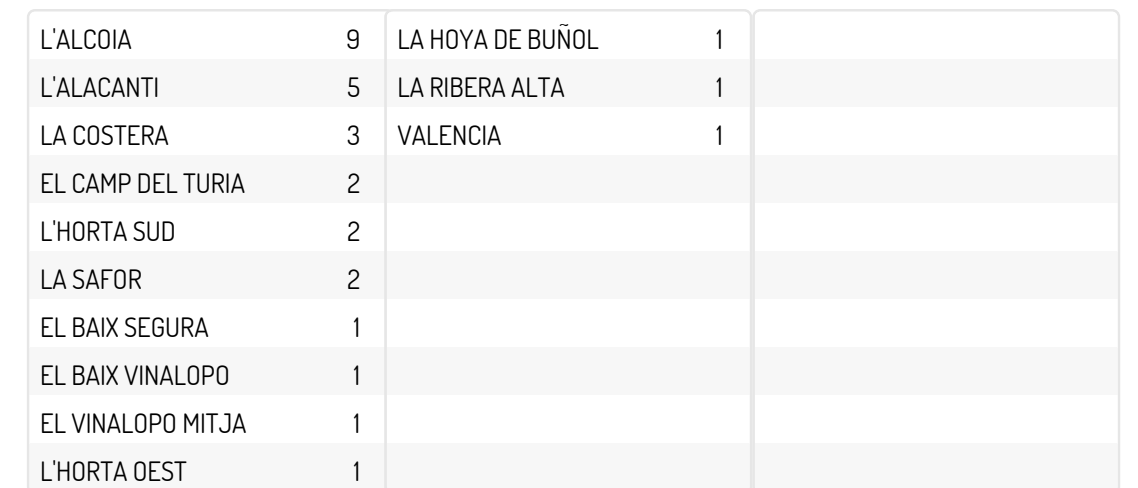 L'ALCOIA 9
L'ALACANTI 5
LA COSTERA 3
EL CAMP DEL TURIA 2
L'HORTA SUD 2
LA SAFOR 2
EL BAIX SEGURA 1
EL BAIX VINALOPO 1
EL VINALOPO MITJA 1
L'HORTA OEST 1
LA HOYA DE BUÑOL 1
LA RIBERA ALTA 1
VALENCIA 1